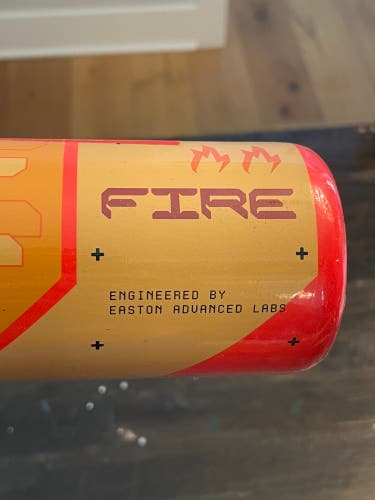 FIRE
ENGINEERED BY
EASTON ADVANCED LABS